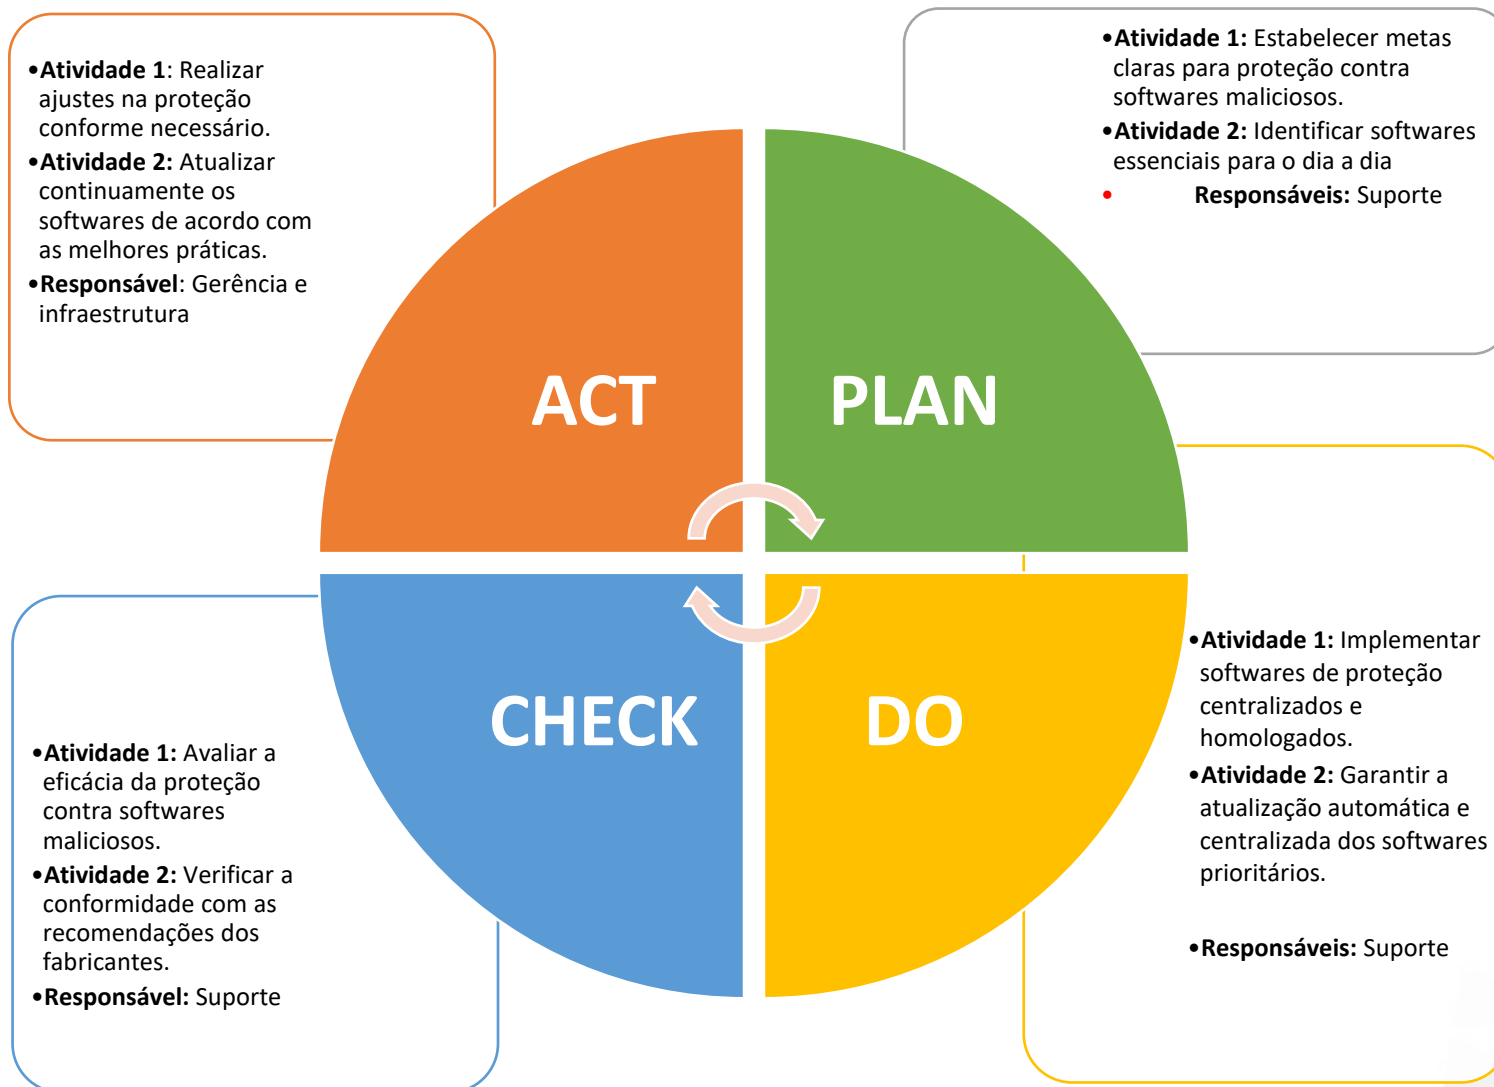 •Atividade 1: Realizar
ajustes na proteção
conforme necessário.
•Atividade 2: Atualizar
continuamente os
softwares de acordo com
as melhores práticas.
•Responsável: Gerência e
infraestrutura
•Atividade 1: Estabelecer metas
claras para proteção contra
softwares maliciosos.
•Atividade 2: Identificar softwares
essenciais para o dia a dia
• Responsáveis: Suporte
ACT
PLAN
CHECK
DO
•Atividade 1: Avaliar a
eficácia da proteção
contra softwares
maliciosos.
•Atividade 2: Verificar a
conformidade com as
recomendações dos
fabricantes.
•Responsável: Suporte
•Atividade 1: Implementar
softwares de proteção
centralizados e
homologados.
•Atividade 2: Garantir a
atualização automática e
centralizada dos softwares
prioritários.
•Responsáveis: Suporte